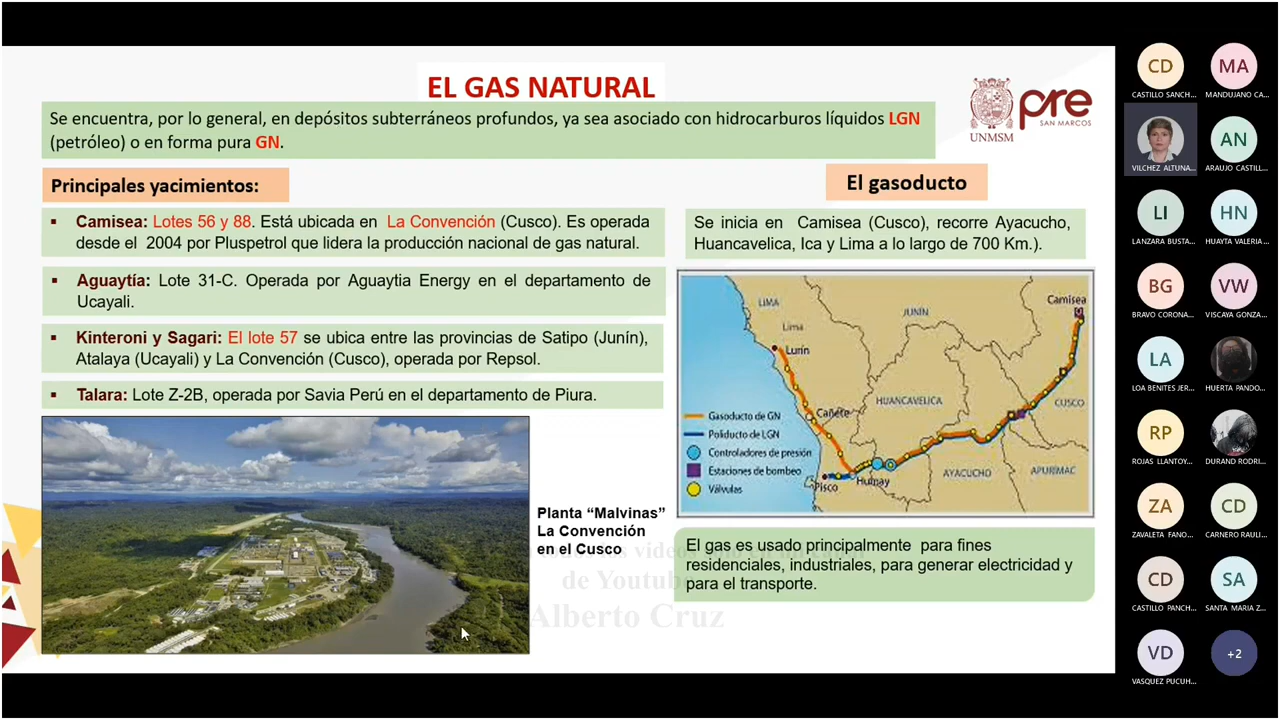 EL GAS NATURAL
Se encuentra, por lo general, en depósitos subterráneos profundos, ya sea asociado con hidrocarburos líquidos LGN
(petróleo) o en forma pura GN.
UNMSM
pre
SAN MARCOS
Principales yacimientos:
▪ Camisea: Lotes 56 y 88. Está ubicada en La Convención (Cusco). Es operada
desde el 2004 por Pluspetrol que lidera la producción nacional de gas natural.
▪ Aguaytía: Lote 31-C. Operada por Aguaytia Energy en el departamento de
Ucayali.
▪ Kinteroni y Sagari: El lote 57 se ubica entre las provincias de Satipo (Junín),
Atalaya (Ucayali) y La Convención (Cusco), operada por Repsol.
▪ Talara: Lote Z-2B, operada por Savia Perú en el departamento de Piura.
Planta “Malvinas”
La Convención
en el Cusco
El gasoducto
Se inicia en Camisea (Cusco), recorre Ayacucho,
Huancavelica, Ica y Lima a lo largo de 700 Km.).
LIMA
Lima
JUNÍN
Camisea
Lurín
Cañete
HUANCAVELICA
CUSCO
Gasoducto de GN
Poliducto de LGN
Controladores de presión
Estaciones de bombeo
Válvulas
Pisco
Humay
AYACUCHO
APURIMAC
El gas es usado principalmente para fines
residenciales, industriales, para generar electricidad y
para el transporte.
videos
de Youtube
Alberto Cruz
CD
CASTILLO SANCH...
MA
MANDUJANO CA...
VILCHEZ ALTUNA...
AN
ARAUJO CASTILL...
LI
LANZARA BUSTA...
HN
HUAYTA VALERIA...
BG
BRAVO CORONA...
VW
VISCAYA GONZA...
LA
LOA BENITES JER...
HUERTA PANDO...
RP
ROJAS LLANTOY...
DURAND RODRI...
ZA
ZAVALETA FANO...
CD
CARNERO RAULI...
CD
CASTILLO PANCH...
SA
SANTA MARIA Z...
VD
VASQUEZ PUCUH...
+2